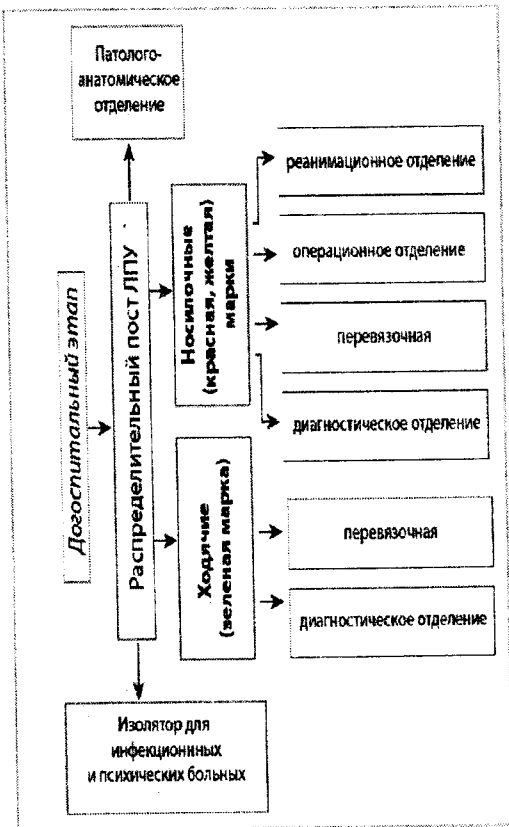 Патолого-
анатомическое
отделение
Догоспитальный этап
Распределительный пост ЛПУ
Носилочные
(красная, желтая)
марки
реанимационное отделение
операционное отделение
перевязочная
диагностическое отделение
Ходячие
(зеленая марка)
перевязочная
диагностическое отделение
Изолятор для
инфекционнных
и психических больных